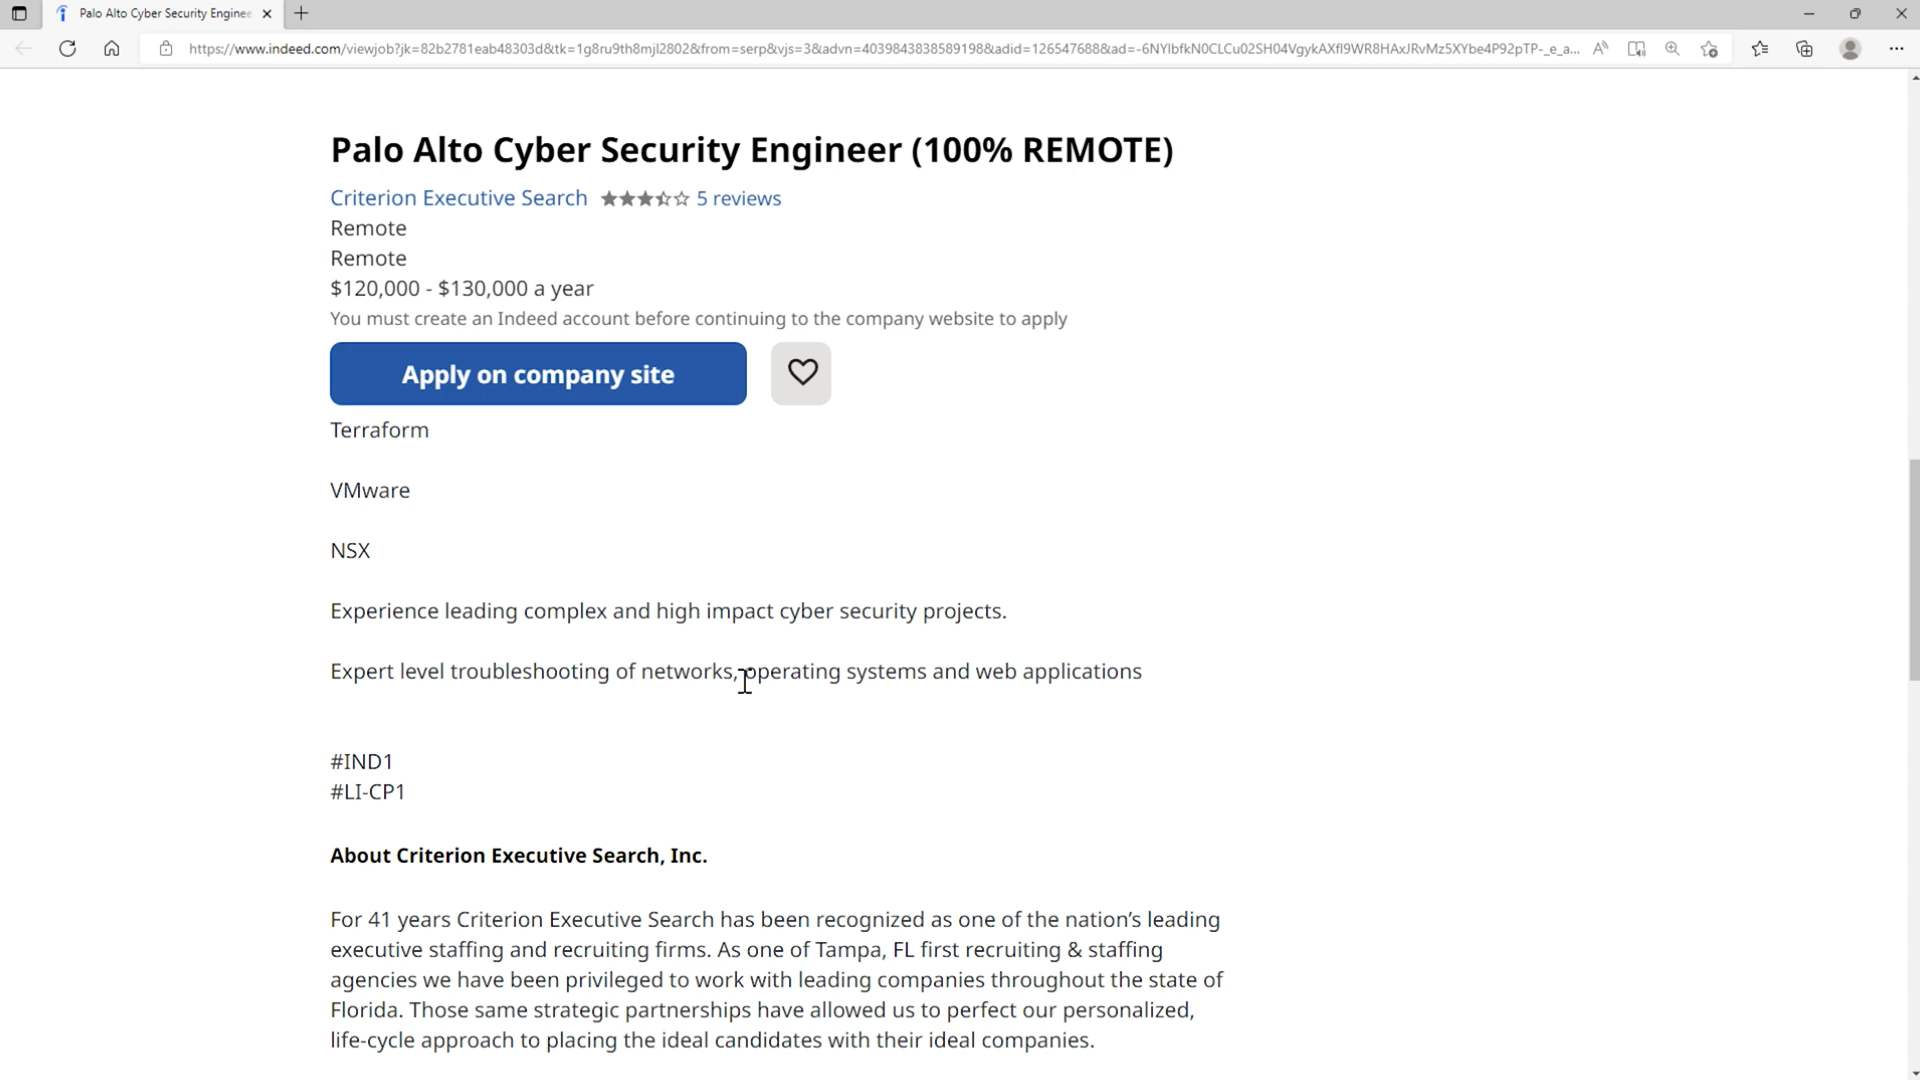 Palo Alto Cyber Security Enginee
https://www.indeed.com/viewjob?jk=82b2781eab48303d&tk=1g8ru9th8mjl2802&from=serp&vjs=3&advn=4039843838589198&adid=126547688&ad=-6NYlbfkN0CLCu02SH04VgykAXfl9WR8HAxJRvMz5XYbe4P92pTP-_e_a...
Palo Alto Cyber Security Engineer (100% REMOTE)
Criterion Executive Search 5 reviews
Remote
Remote
$120,000 - $130,000 a year
You must create an Indeed account before continuing to the company website to apply
Apply on company site
Terraform
VMware
NSX
Experience leading complex and high impact cyber security projects.
Expert level troubleshooting of networks, operating systems and web applications
#IND1
#LI-CP1
About Criterion Executive Search, Inc.
For 41 years Criterion Executive Search has been recognized as one of the nation’s leading
executive staffing and recruiting firms. As one of Tampa, FL first recruiting & staffing
agencies we have been privileged to work with leading companies throughout the state of
Florida. Those same strategic partnerships have allowed us to perfect our personalized,
life-cycle approach to placing the ideal candidates with their ideal companies.